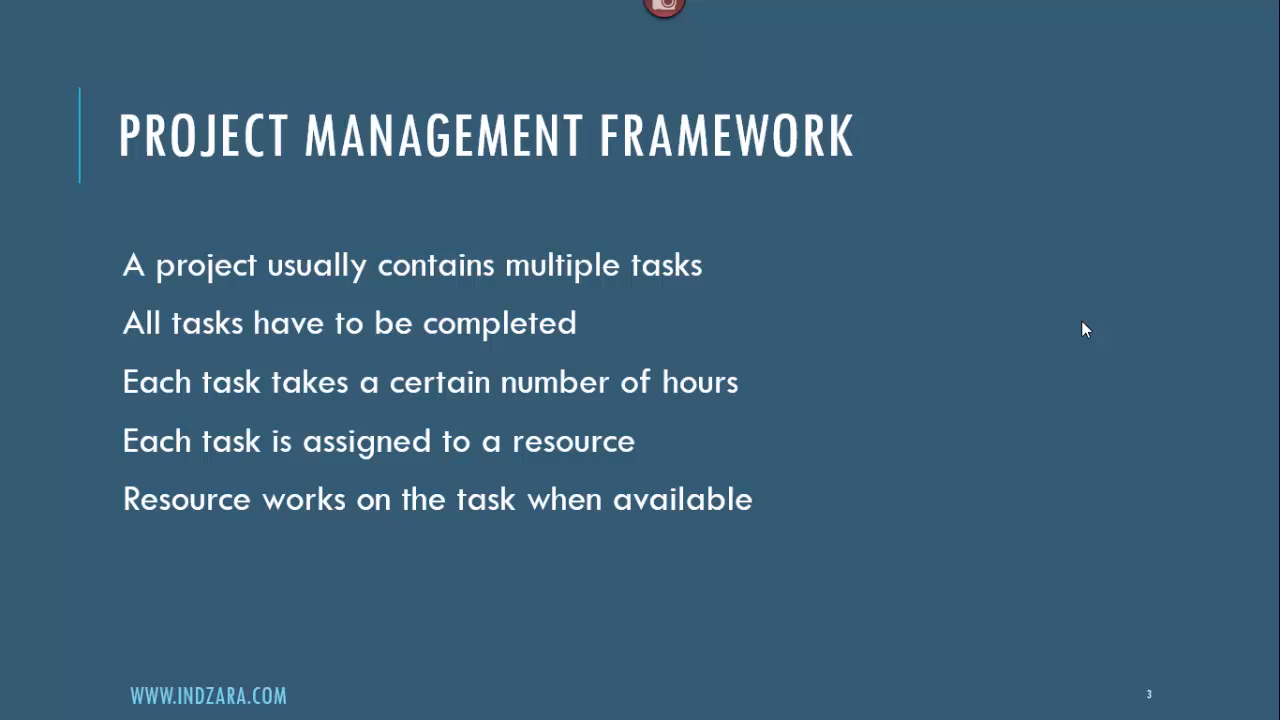 PROJECT MANAGEMENT FRAMEWORK
A project usually contains multiple tasks
All tasks have to be completed
Each task takes a certain number of hours
Each task is assigned to a resource
Resource works on the task when available
WWW.INDZARA.COM
3